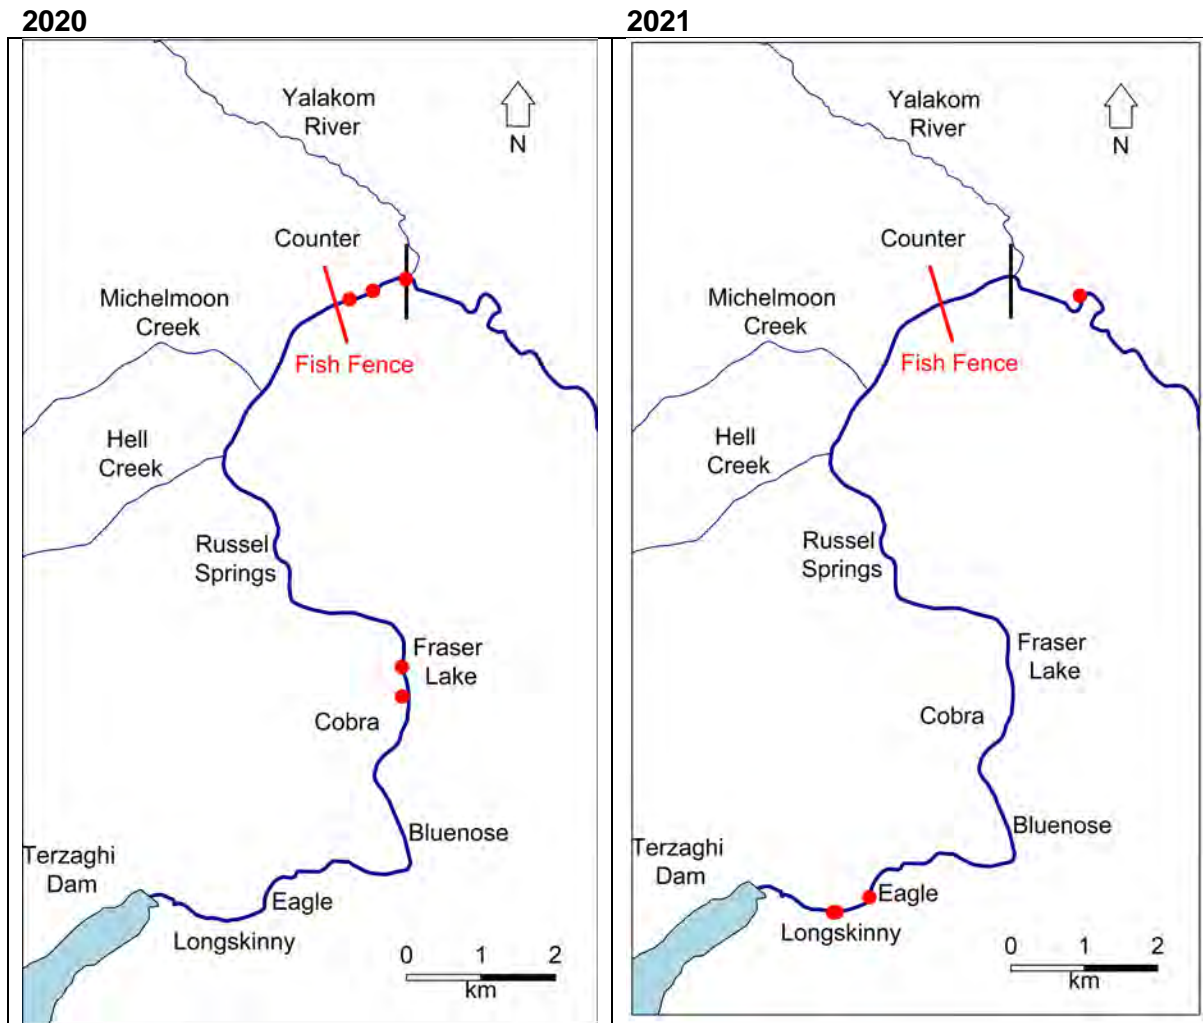 2020
Yalakom
River
N
Counter
Michelmoon
Creek
Fish Fence
Hell
Creek
Russel
Springs
Fraser
Lake
Cobra
Bluenose
Terzaghi
Dam
Eagle
Longskinny
0 1 2
km
2021
Yalakom
River
N
Counter
Michelmoon
Creek
Fish Fence
Hell
Creek
Russel
Springs
Fraser
Lake
Cobra
Bluenose
Terzaghi
Dam
Eagle
Longskinny
0 1 2
km